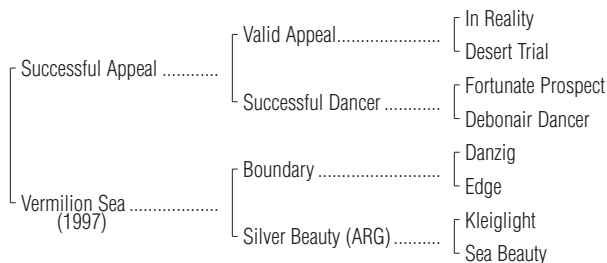 In Reality
Valid Appeal......................
Desert Trial
Successful Appeal ............
Fortunate Prospect
Successful Dancer ............
Debonair Dancer
Danzig
Boundary ..........................
Edge
Vermilion Sea ...................
(1997)
Kleiglight
Silver Beauty (ARG)..........
Sea Beauty